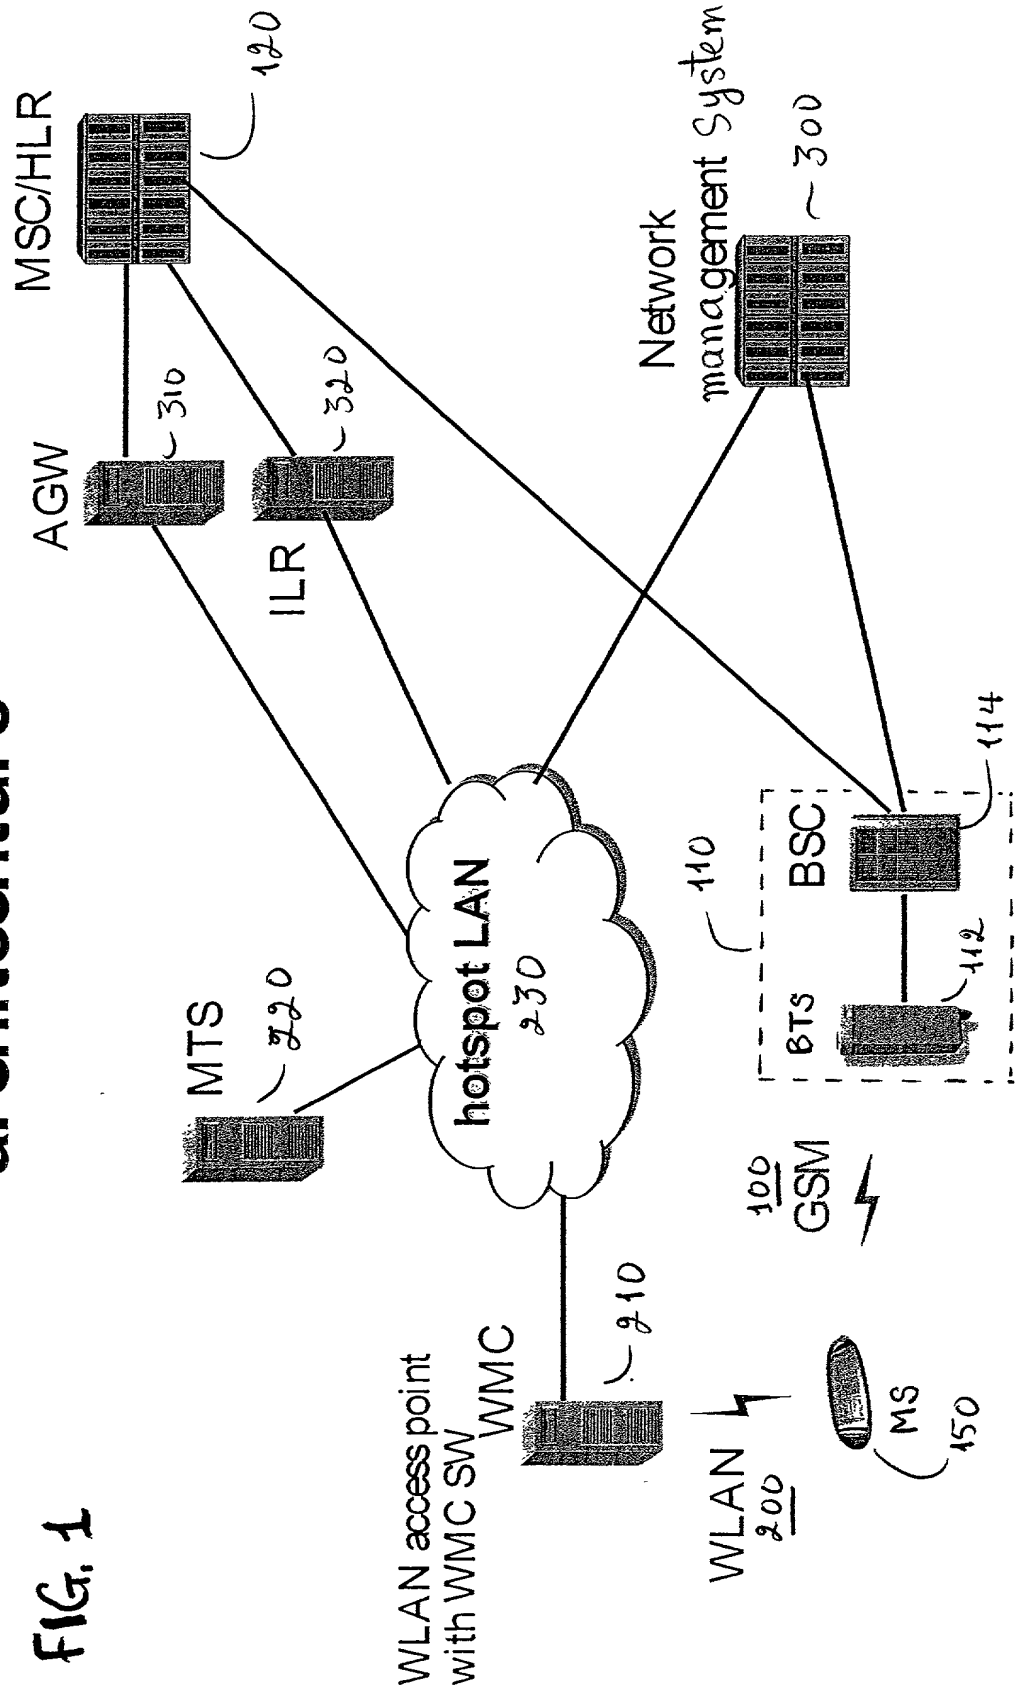 FIG. 1
MSC/HLR
120
AGW
310
ILR
320
MTS
220
hotspot LAN
230
WLAN access point
with WMC SW
WMC
210
Network
management System
300
WLAN
200
100
GSM
MS
150
110
BTS
112
BSC
114